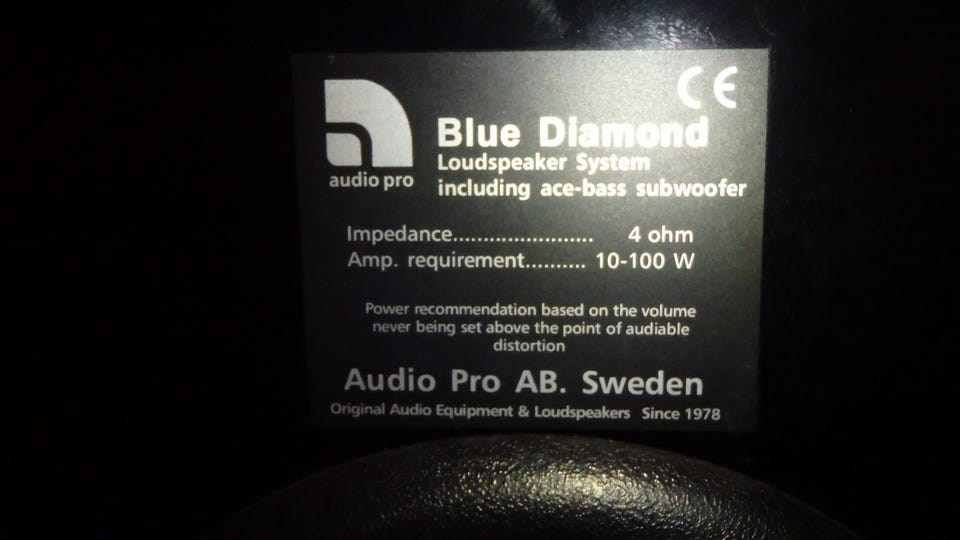 CE
Blue Diamond
Loudspeaker System
including ace-bass subwoofer
audio pro
Impedance....................... 4 ohm
Amp. requirement.......... 10-100 W
Power recommendation based on the volume
never being set above the point of audiable
distortion
Audio Pro AB. Sweden
Original Audio Equipment & Loudspeakers Since 1978